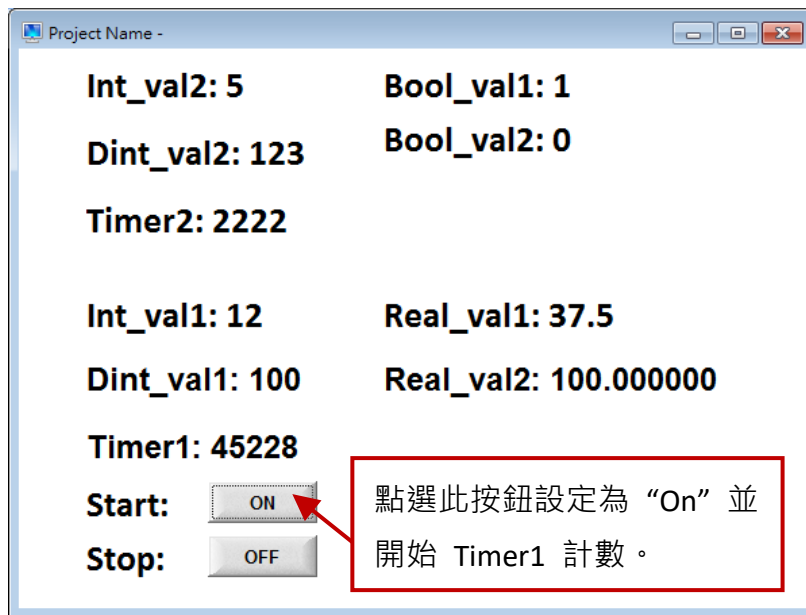 Project Name -
Int_val2: 5 Bool_val1: 1
Dint_val2: 123 Bool_val2: 0
Timer2: 2222
Int_val1: 12 Real_val1: 37.5
Dint_val1: 100 Real_val2: 100.000000
Timer1: 45228
Start: ON
Stop: OFF
點選此按鈕設定為 “On” 並
開始 Timer1 計數。